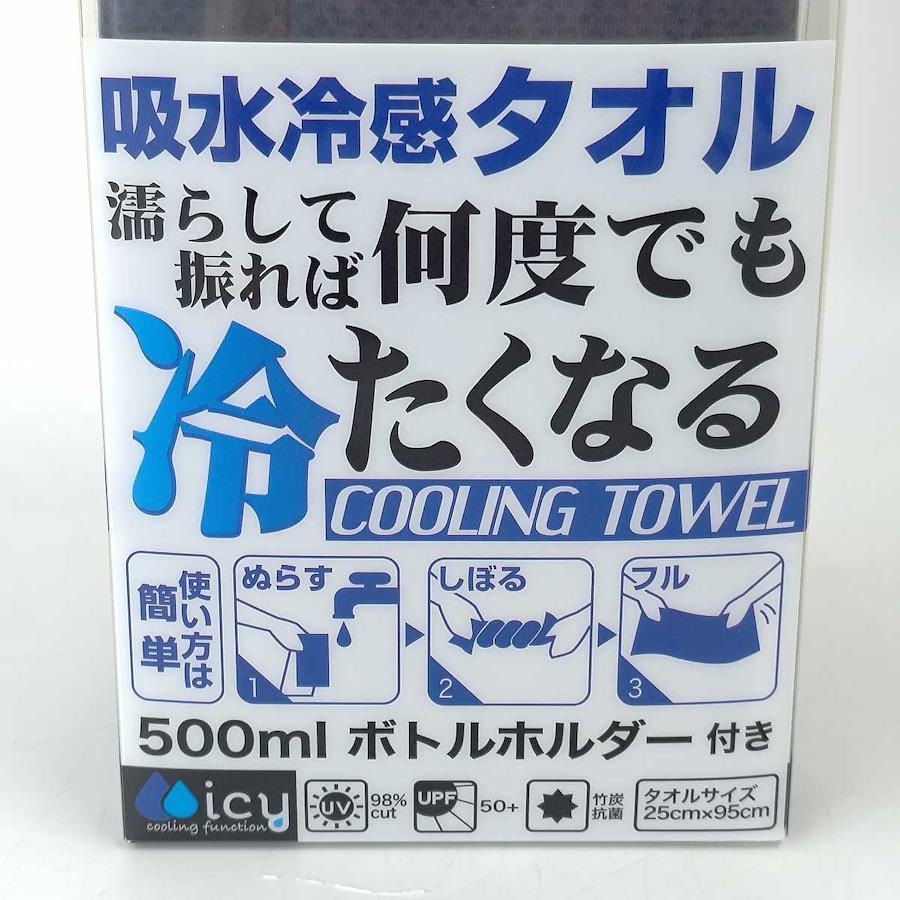 吸水冷感タオル
濡らして
振れば
何度でも
冷たくなる
COOLING TOWEL
使い方は
簡単
ぬらす
1
しぼる
2
フル
3
500ml ボトルホルダー 付き
icy
cooling function
UV
98%
cut
UPF
50+
竹炭
抗菌
タオルサイズ
25cm×95cm